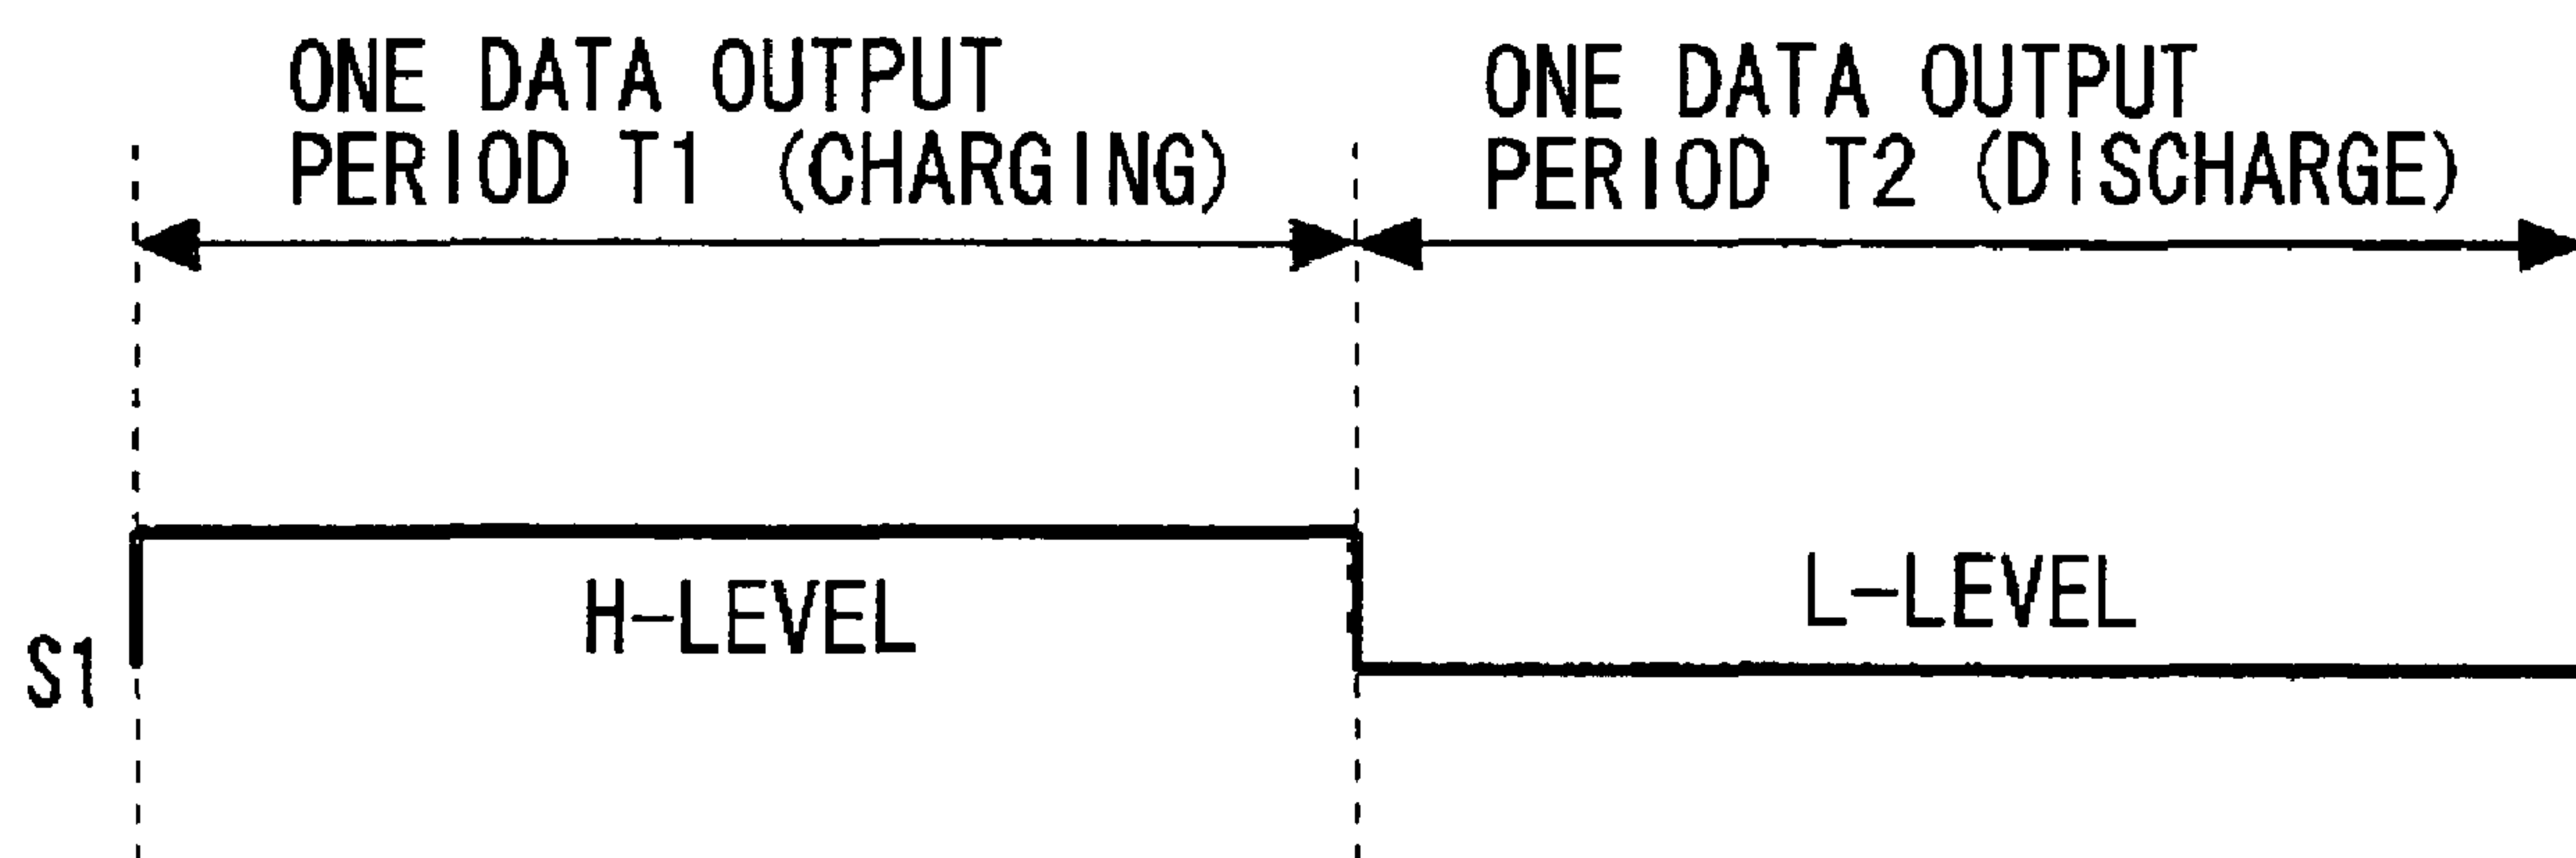 ONE DATA OUTPUT
PERIOD T1 (CHARGING)
ONE DATA OUTPUT
PERIOD T2 (DISCHARGE)
H-LEVEL
L-LEVEL
S1